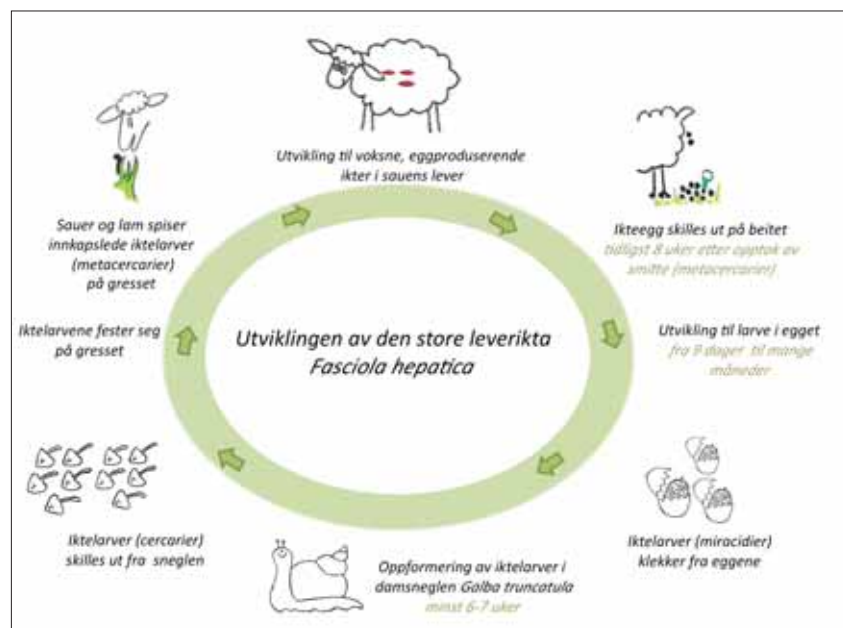 Utvikling til voksne, eggproduserende
ikter i sauens lever
Ikteegg skilles ut på beitet
tidligst 8 uker etter opptak av
smitte (metacercarier)
Utvikling til larve i egget
fra 9 dager til mange
måneder
Iktelarver (miracidier)
klekker fra eggene
Oppformering av iktelarver i
damsneglen Galba truncatula
minst 6-7 uker
Iktelarver (cercarier)
skilles ut fra sneglen
Iktelarvene fester seg
på gresset
Sauer og lam spiser
innkapslede iktelarver
(metacercarier)
på gresset
Utviklingen av den store leverikta
Fasciola hepatica